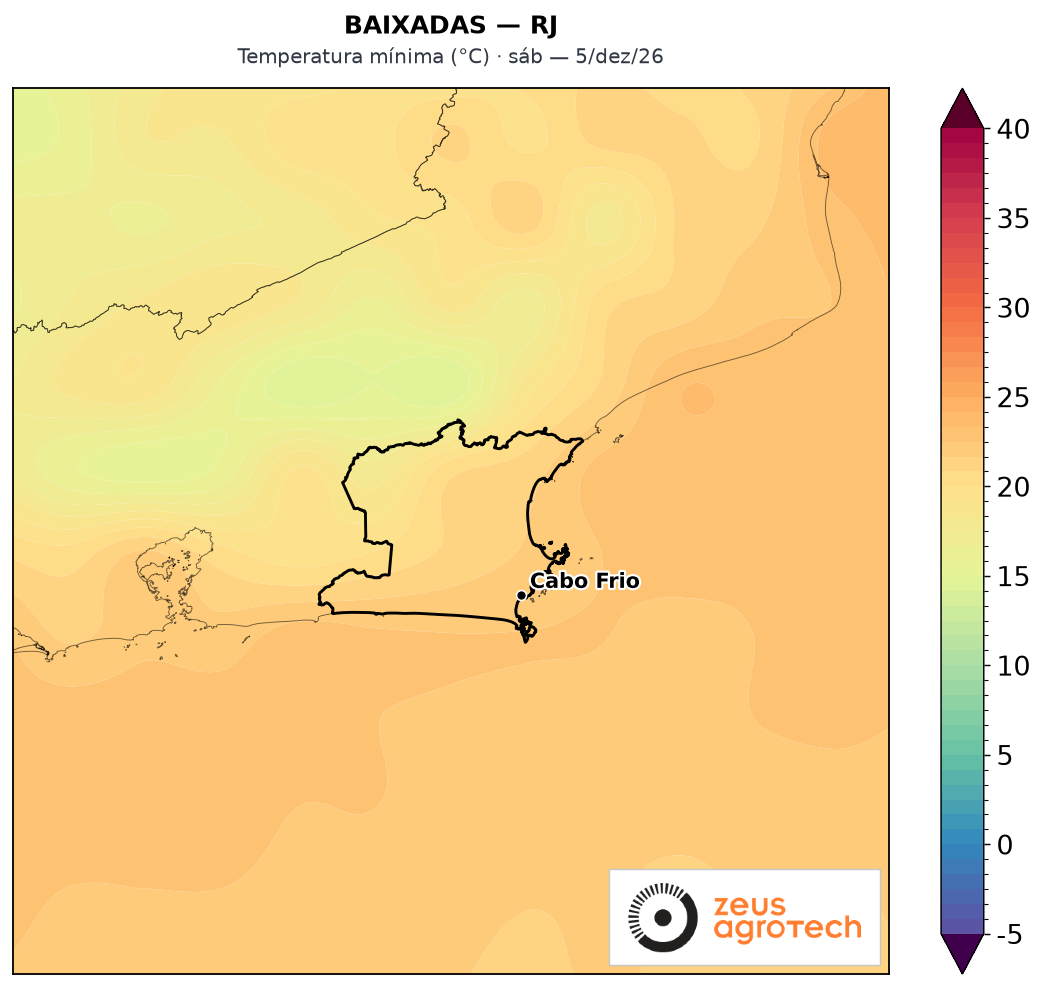 BAIXADAS — RJ
Temperatura mínima (°C) · sáb — 5/dez/26
40
35
30
25
20
15
10
5
0
-5
Cabo Frio
zeus
agrotech